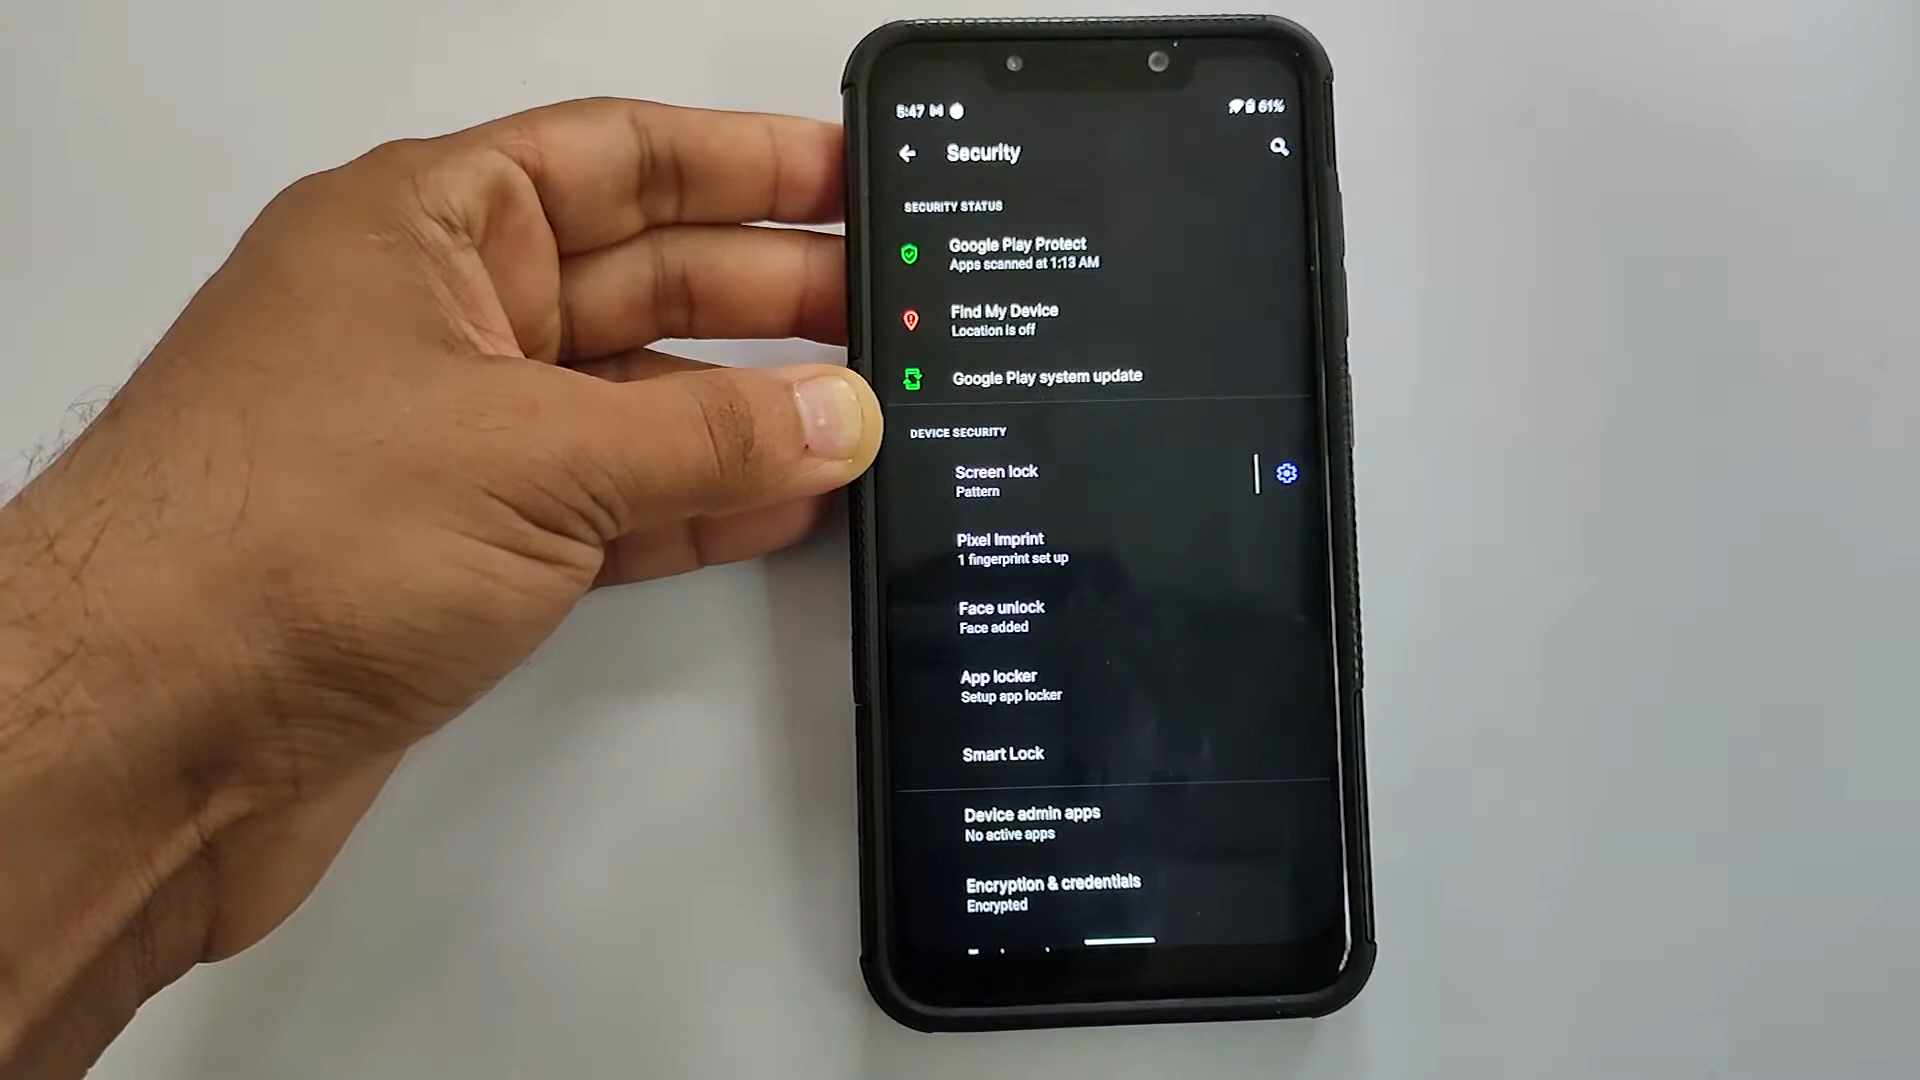 5:47
61%
Security
SECURITY STATUS
Google Play Protect
Apps scanned at 1:13 AM
Find My Device
Location is off
Google Play system update
DEVICE SECURITY
Screen lock
Pattern
Pixel Imprint
1 fingerprint set up
Face unlock
Face added
App locker
Setup app locker
Smart Lock
Device admin apps
No active apps
Encryption & credentials
Encrypted